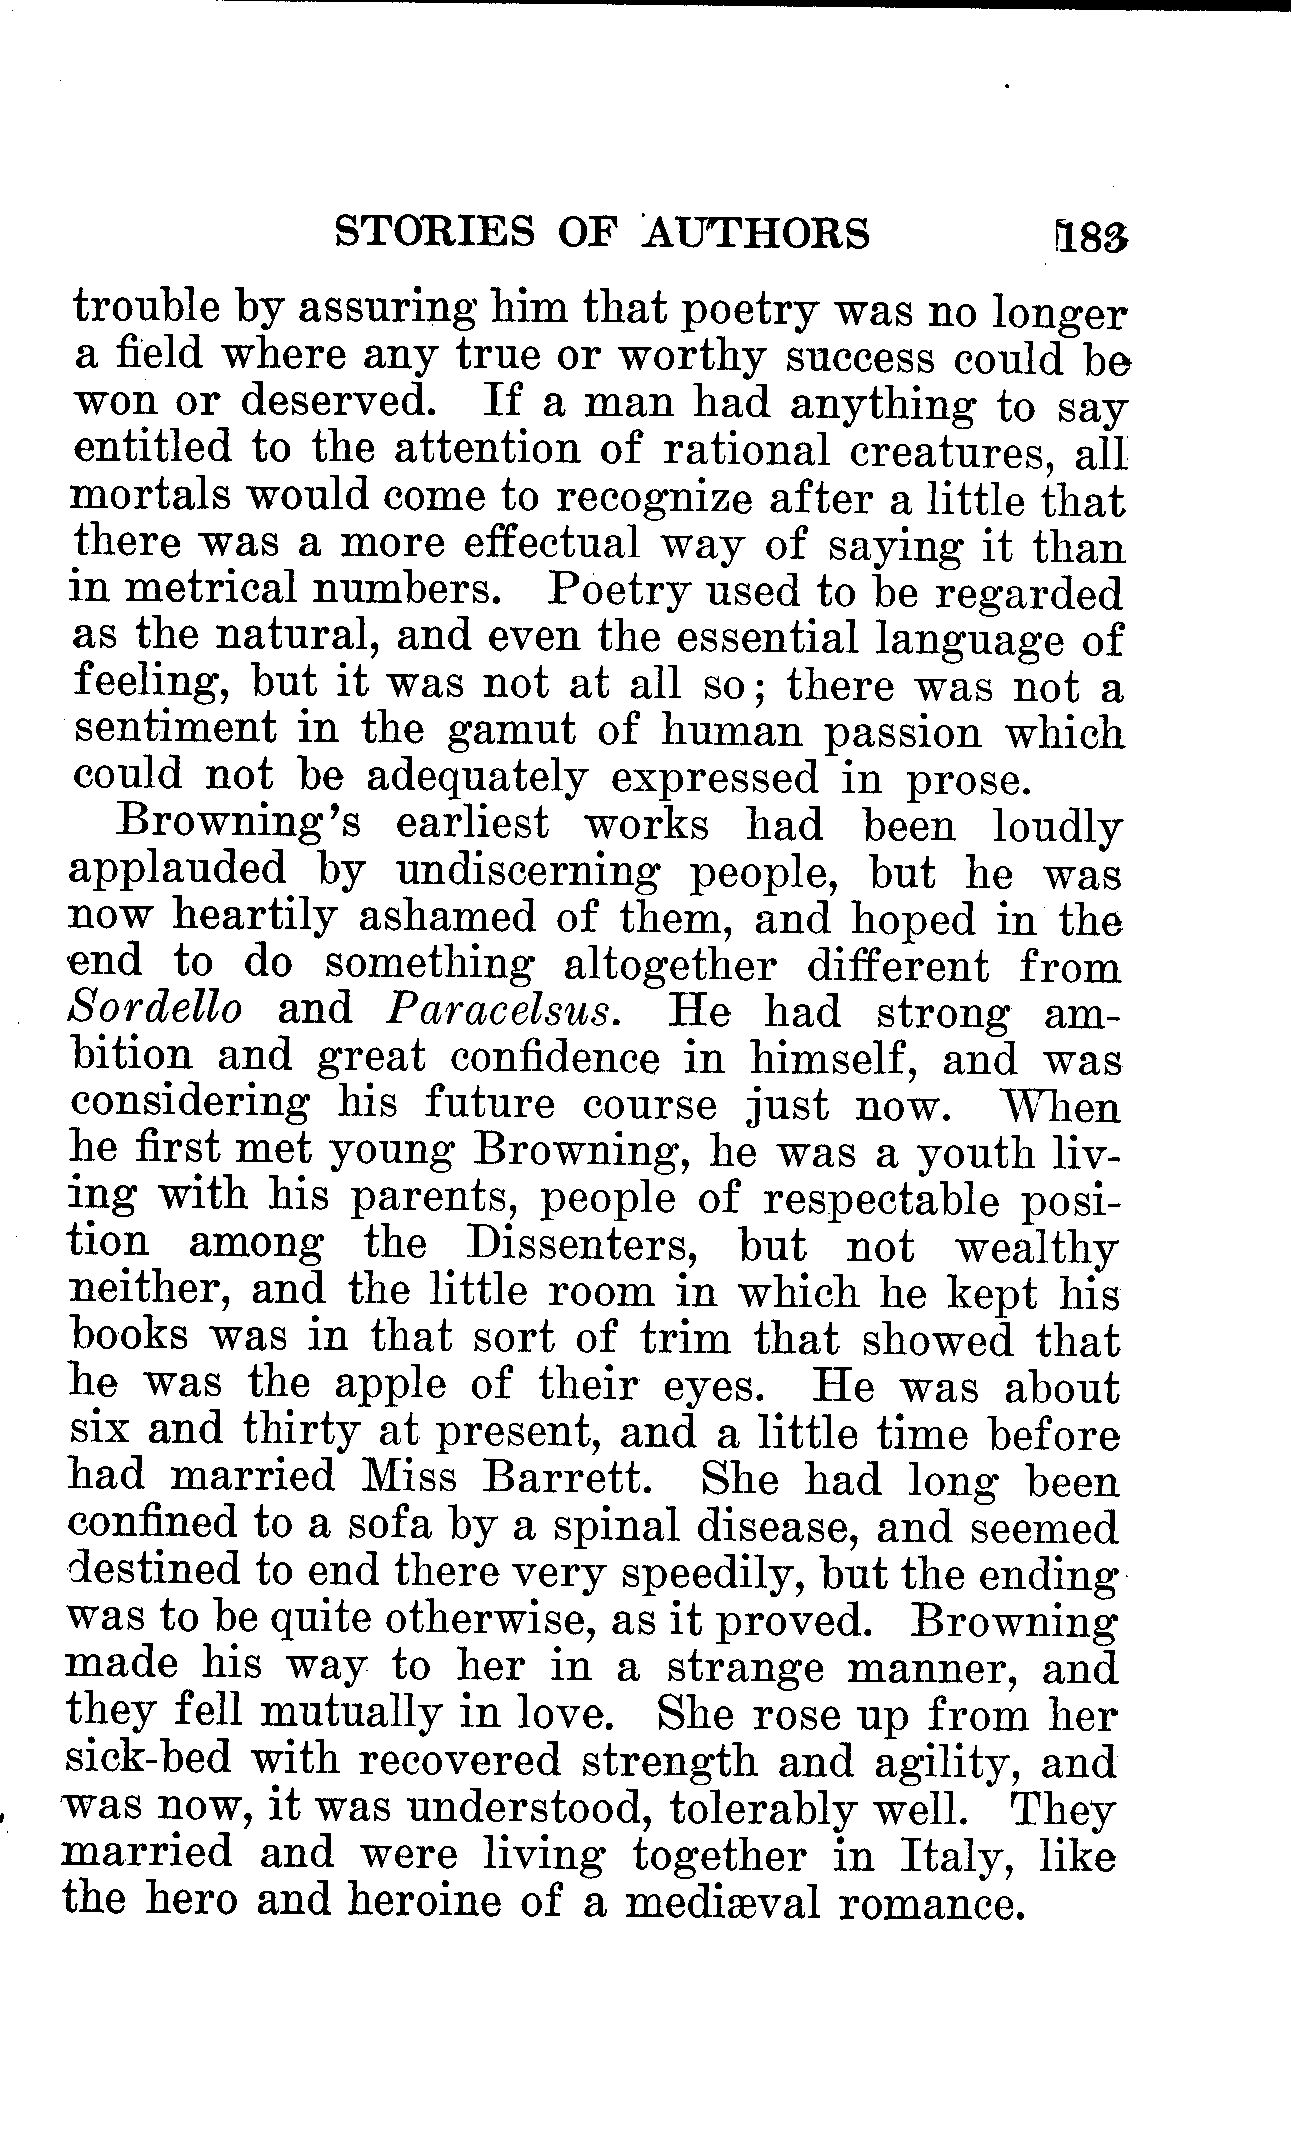 STORIES OF AUTHORS 183
trouble by assuring him that poetry was no longer
a field where any true or worthy success could be
won or deserved. If a man had anything to say
entitled to the attention of rational creatures, all
mortals would come to recognize after a little that
there was a more effectual way of saying it than
in metrical numbers. Poetry used to be regarded
as the natural, and even the essential language of
feeling, but it was not at all so; there was not a
sentiment in the gamut of human passion which
could not be adequately expressed in prose.
Browning's earliest works had been loudly
applauded by undiscerning people, but he was
now heartily ashamed of them, and hoped in the
end to do something altogether different from
Sordello and Paracelsus. He had strong am-
bition and great confidence in himself, and was
considering his future course just now. When
he first met young Browning, he was a youth liv-
ing with his parents, people of respectable posi-
tion among the Dissenters, but not wealthy
neither, and the little room in which he kept his
books was in that sort of trim that showed that
he was the apple of their eyes. He was about
six and thirty at present, and a little time before
had married Miss Barrett. She had long been
confined to a sofa by a spinal disease, and seemed
destined to end there very speedily, but the ending
was to be quite otherwise, as it proved. Browning
made his way to her in a strange manner, and
they fell mutually in love. She rose up from her
sick-bed with recovered strength and agility, and
was now, it was understood, tolerably well. They
married and were living together in Italy, like
the hero and heroine of a mediæval romance.